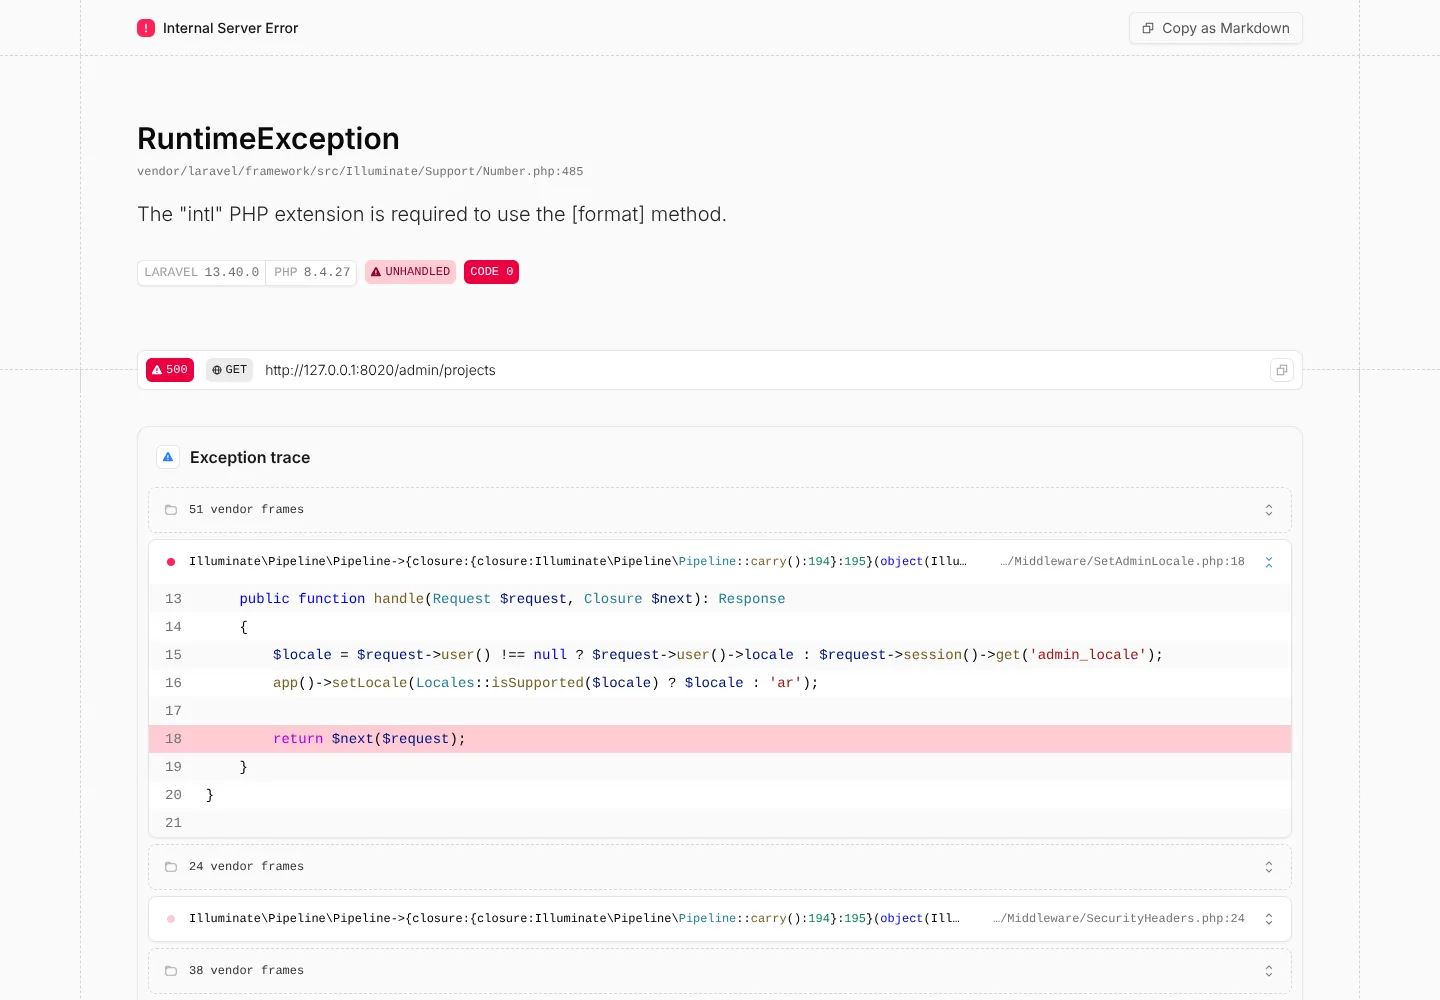 Internal Server Error
Copy as Markdown
RuntimeException
vendor/laravel/framework/src/Illuminate/Support/Number.php:485
The "intl" PHP extension is required to use the [format] method.
LARAVEL 13.40.0 PHP 8.4.27 UNHANDLED CODE 0
500 GET http://127.0.0.1:8020/admin/projects
Exception trace
51 vendor frames
Illuminate\Pipeline\Pipeline->{closure:{closure:Illuminate\Pipeline\Pipeline::carry():194}:195}(object(Illu… …/Middleware/SetAdminLocale.php:18
13 public function handle(Request $request, Closure $next): Response
14 {
15 $locale = $request->user() !== null ? $request->user()->locale : $request->session()->get('admin_locale');
16 app()->setLocale(Locales::isSupported($locale) ? $locale : 'ar');
17
18 return $next($request);
19 }
20 }
21
24 vendor frames
Illuminate\Pipeline\Pipeline->{closure:{closure:Illuminate\Pipeline\Pipeline::carry():194}:195}(object(Ill… …/Middleware/SecurityHeaders.php:24
38 vendor frames